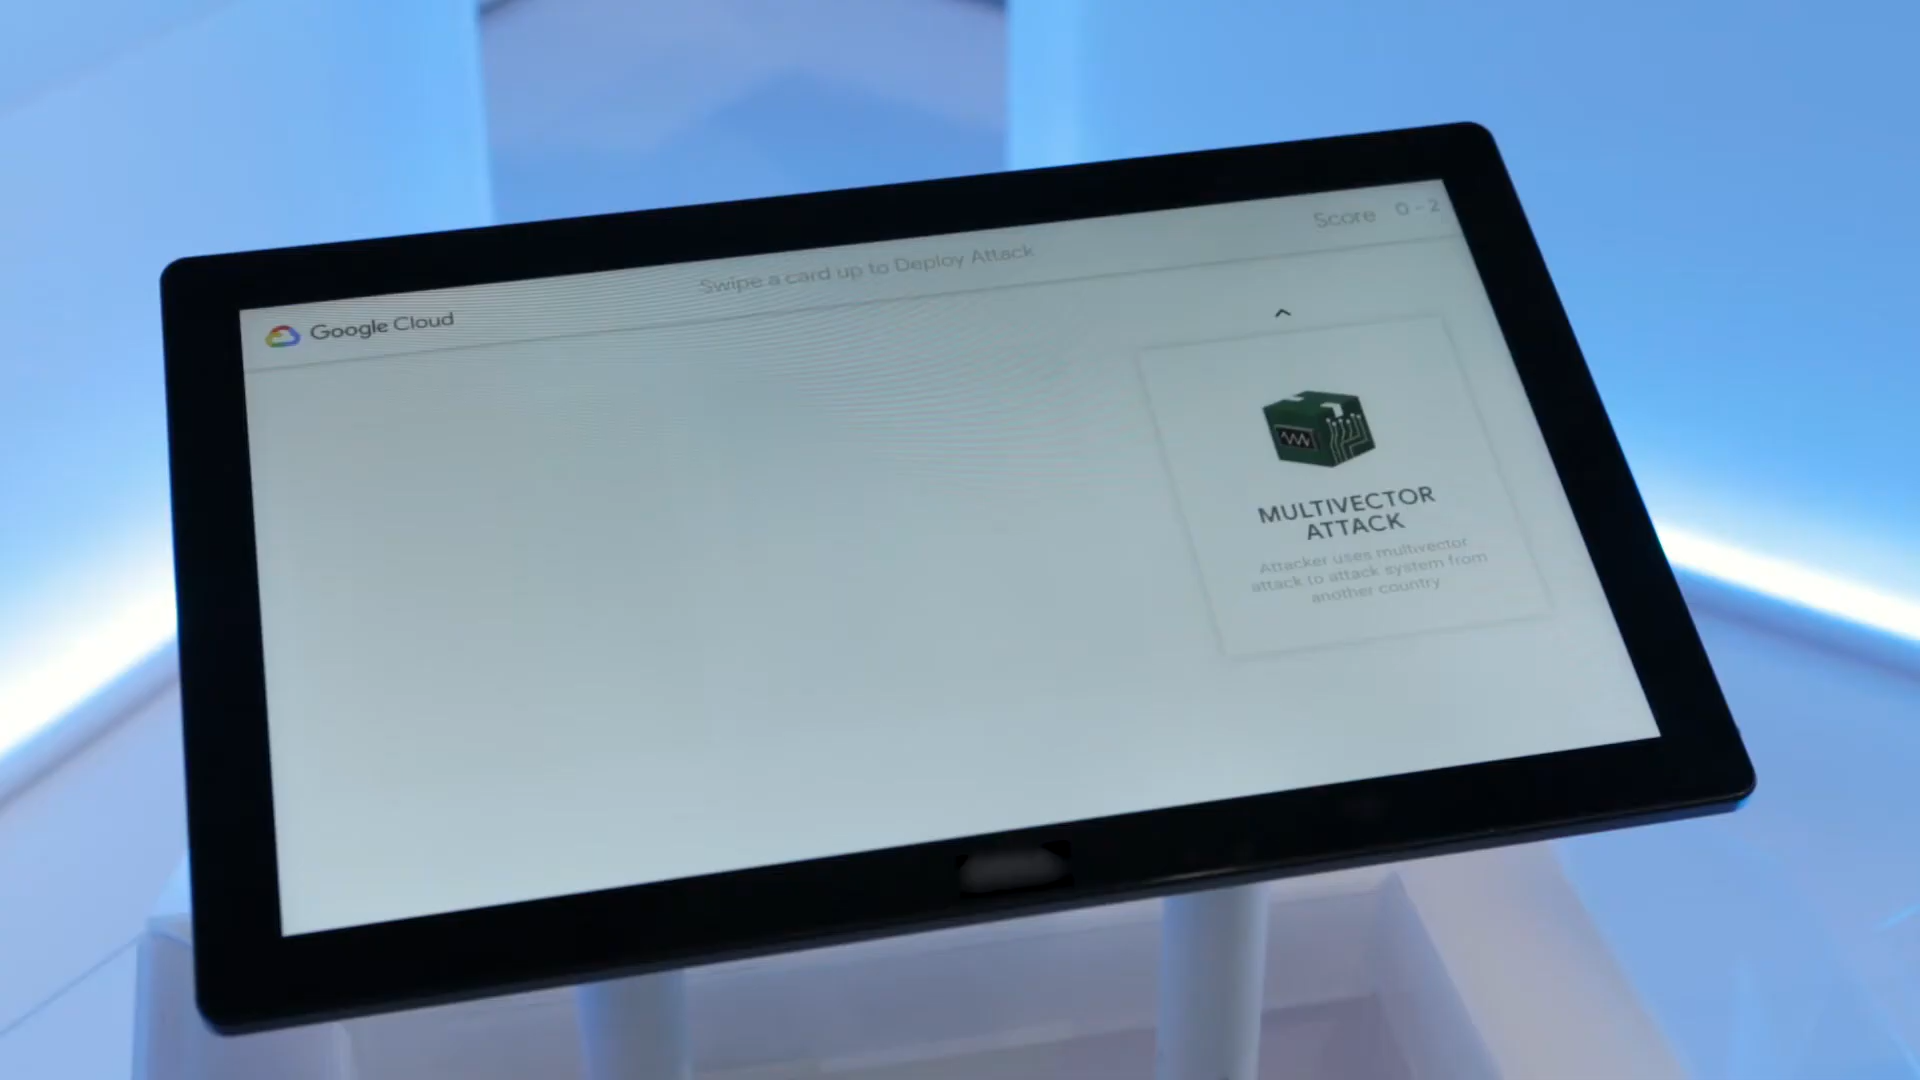 Score 0 - 2
Swipe a card up to Deploy Attack
Google Cloud
MULTIVECTOR
ATTACK
Attacker uses multivector
attack to attack system from
another country